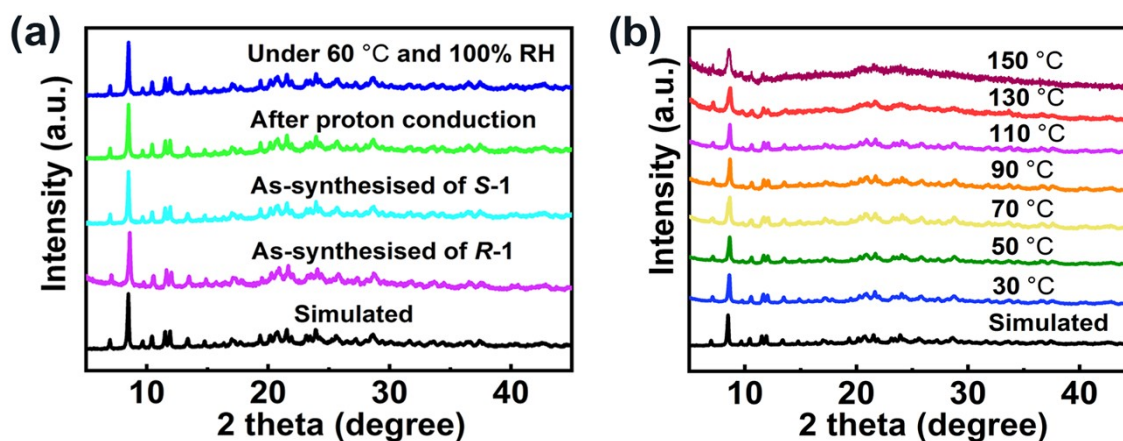 (a)
Intensity (a.u.)
Under 60 °C and 100% RH
After proton conduction
As-synthesised of S-1
As-synthesised of R-1
Simulated
10 20 30 40
2 theta (degree)
(b)
Intensity (a.u.)
150 °C
130 °C
110 °C
90 °C
70 °C
50 °C
30 °C
Simulated
10 20 30 40
2 theta (degree)